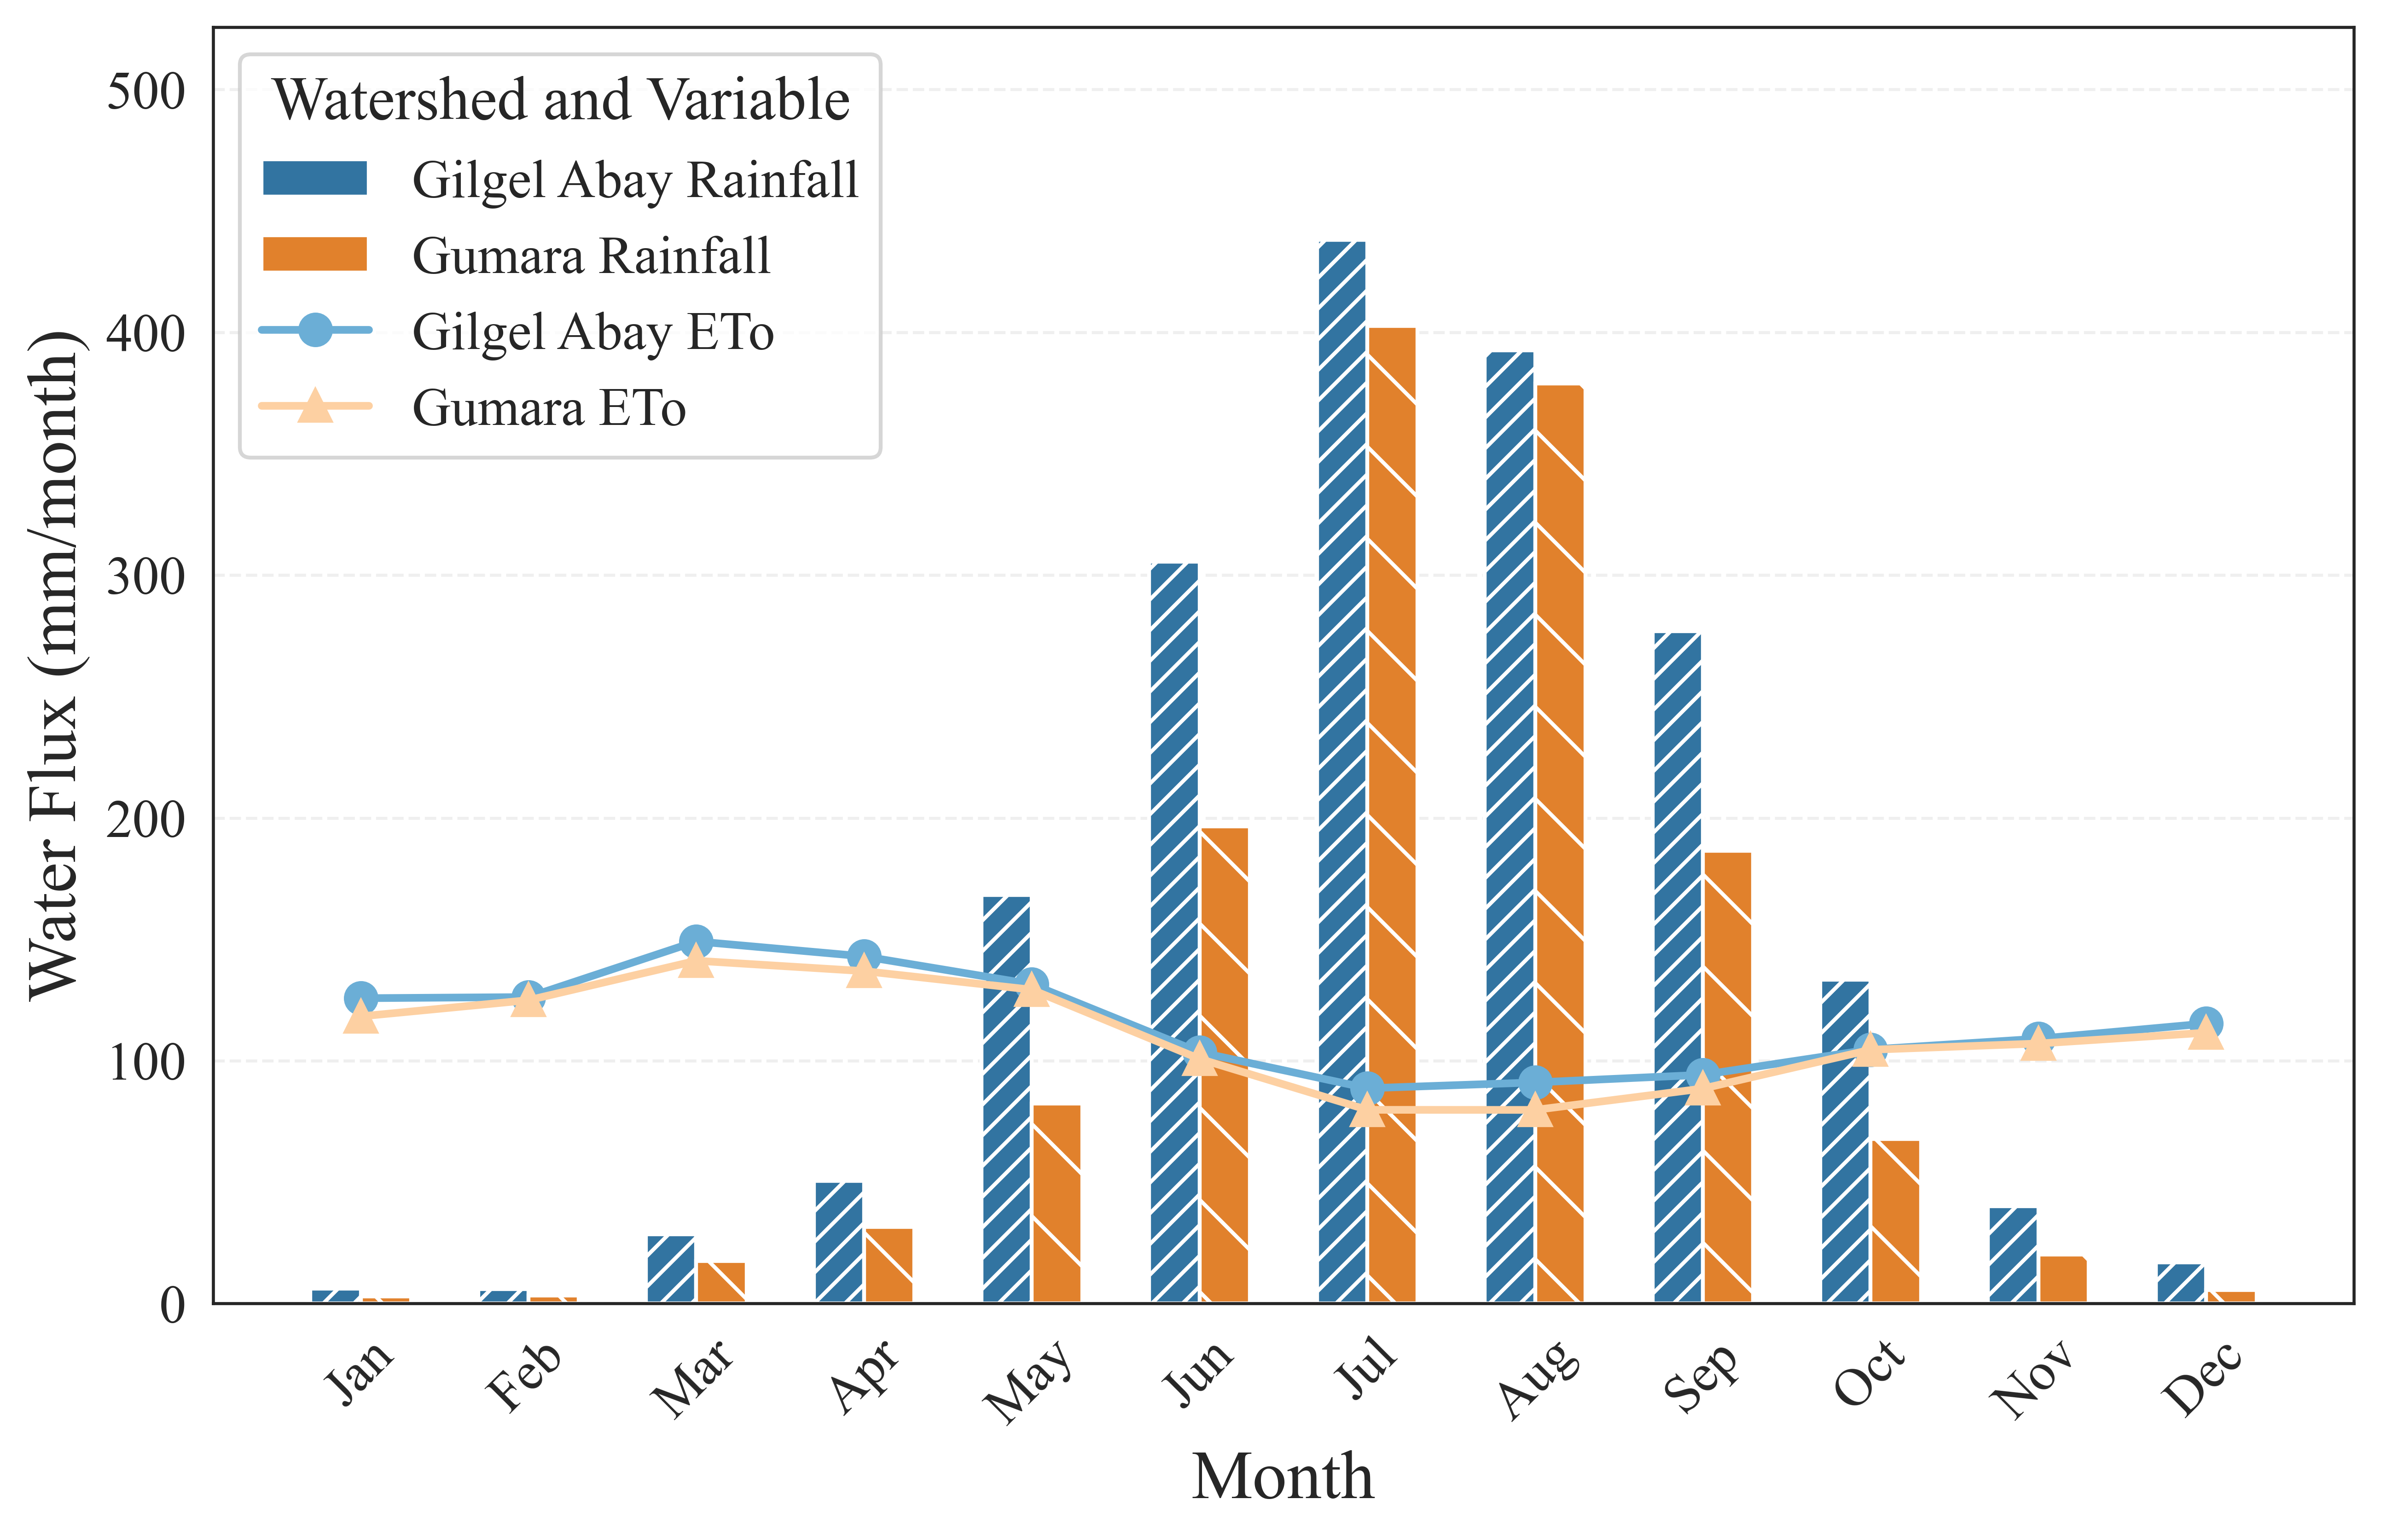 Watershed and Variable
Gilgel Abay Rainfall
Gumara Rainfall
Gilgel Abay ETo
Gumara ETo
Water Flux (mm/month)
500
400
300
200
100
0
Jan Feb Mar Apr May Jun Jul Aug Sep Oct Nov Dec
Month